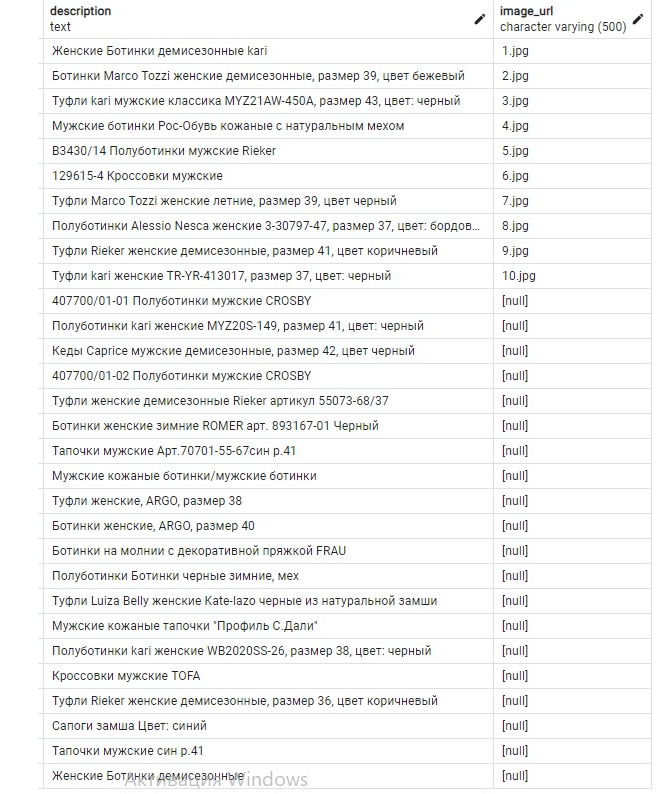 description image_url
text character varying (500)
Женские Ботинки демисезонные kari 1.jpg
Ботинки Marco Tozzi женские демисезонные, размер 39, цвет бежевый 2.jpg
Туфли kari мужские классика MYZ21AW-450A, размер 43, цвет: черный 3.jpg
Мужские ботинки Рос-Обувь кожаные с натуральным мехом 4.jpg
B3430/14 Полуботинки мужские Rieker 5.jpg
129615-4 Кроссовки мужские 6.jpg
Туфли Marco Tozzi женские летние, размер 39, цвет черный 7.jpg
Полуботинки Alessio Nesca женские 3-30797-47, размер 37, цвет: бордов... 8.jpg
Туфли Rieker женские демисезонные, размер 41, цвет коричневый 9.jpg
Туфли kari женские TR-YR-413017, размер 37, цвет: черный 10.jpg
407700/01-01 Полуботинки мужские CROSBY [null]
Полуботинки kari женские MYZ20S-149, размер 41, цвет: черный [null]
Кеды Caprice мужские демисезонные, размер 42, цвет черный [null]
407700/01-02 Полуботинки мужские CROSBY [null]
Туфли женские демисезонные Rieker артикул 55073-68/37 [null]
Ботинки женские зимние ROMER арт. 893167-01 Черный [null]
Тапочки мужские Арт.70701-55-67син р.41 [null]
Мужские кожаные ботинки/мужские ботинки [null]
Туфли женские, ARGO, размер 38 [null]
Ботинки женские, ARGO, размер 40 [null]
Ботинки на молнии с декоративной пряжкой FRAU [null]
Полуботинки Ботинки черные зимние, мех [null]
Туфли Luiza Belly женские Kate-lazo черные из натуральной замши [null]
Мужские кожаные тапочки "Профиль С.Дали" [null]
Полуботинки kari женские WB2020SS-26, размер 38, цвет: черный [null]
Кроссовки мужские TOFA [null]
Туфли Rieker женские демисезонные, размер 36, цвет коричневый [null]
Сапоги замша Цвет: синий [null]
Тапочки мужские син р.41 [null]
Женские Ботинки демисезонные [null]
Активация Windows